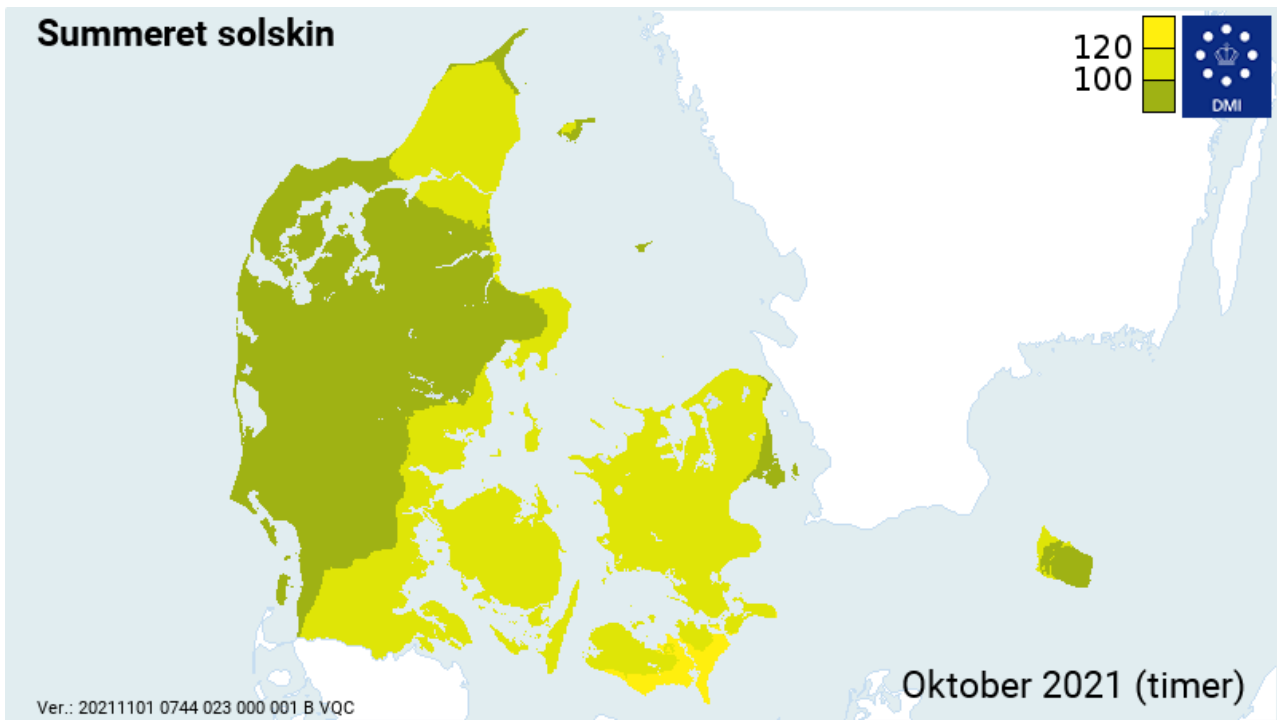 Summeret solskin
120
100
DMI
Oktober 2021 (timer)
Ver.: 20211101 0744 023 000 001 B VQC